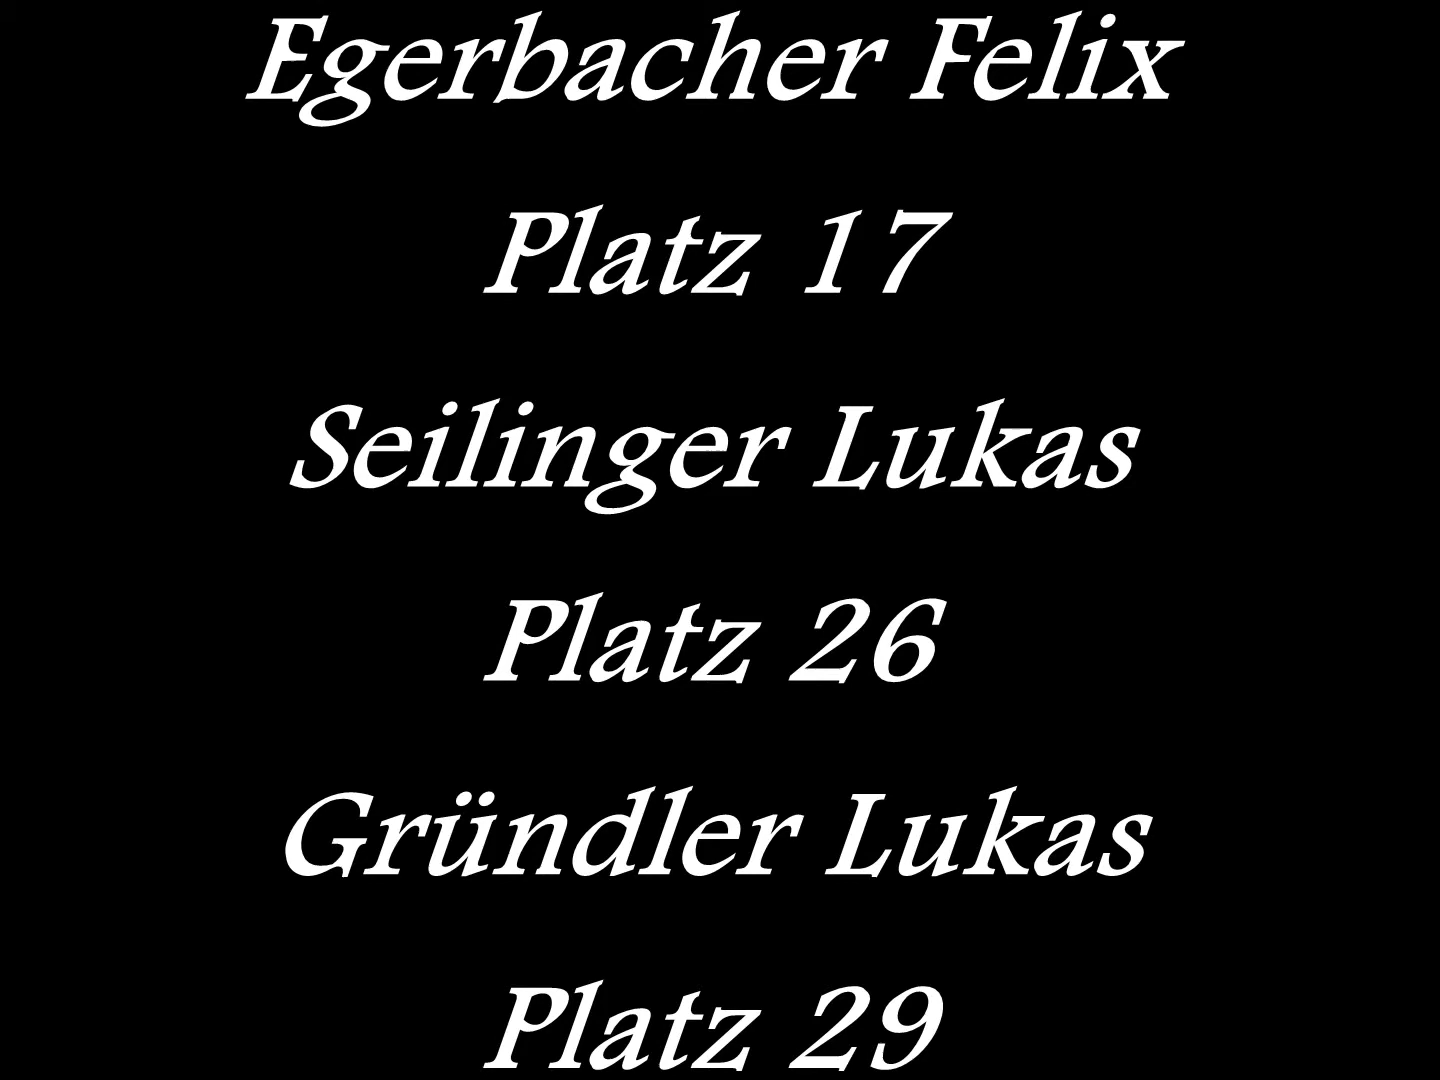 Egerbacher Felix
Platz 17
Seilinger Lukas
Platz 26
Gründler Lukas
Platz 29